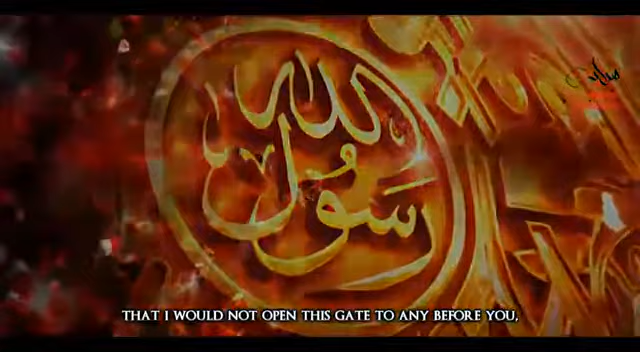 الله
رسول
THAT I WOULD NOT OPEN THIS GATE TO ANY BEFORE YOU,